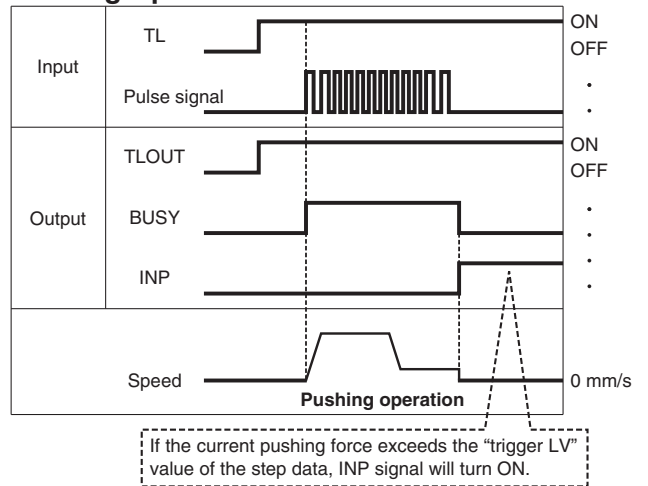 Input
TL
ON
OFF
Pulse signal
Output
TLOUT
ON
OFF
BUSY
INP
Speed
0 mm/s
Pushing operation
If the current pushing force exceeds the “trigger LV”
value of the step data, INP signal will turn ON.